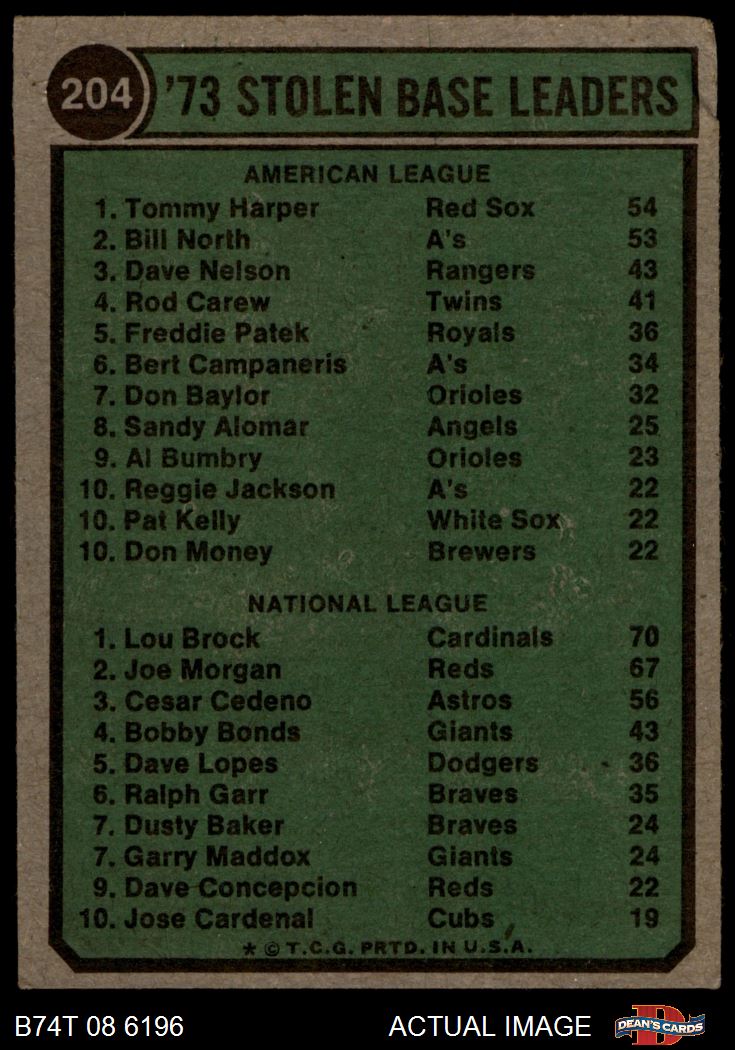 204 '73 STOLEN BASE LEADERS
AMERICAN LEAGUE
1. Tommy Harper Red Sox 54
2. Bill North A's 53
3. Dave Nelson Rangers 43
4. Rod Carew Twins 41
5. Freddie Patek Royals 36
6. Bert Campaneris A's 34
7. Don Baylor Orioles 32
8. Sandy Alomar Angels 25
9. Al Bumbry Orioles 23
10. Reggie Jackson A's 22
10. Pat Kelly White Sox 22
10. Don Money Brewers 22
NATIONAL LEAGUE
1. Lou Brock Cardinals 70
2. Joe Morgan Reds 67
3. Cesar Cedeno Astros 56
4. Bobby Bonds Giants 43
5. Dave Lopes Dodgers 36
6. Ralph Garr Braves 35
7. Dusty Baker Braves 24
7. Garry Maddox Giants 24
9. Dave Concepcion Reds 22
10. Jose Cardenal Cubs 19
* © T.C.G. PRTD. IN U.S.A.
B74T 08 6196 ACTUAL IMAGE D DEAN'S CARDS